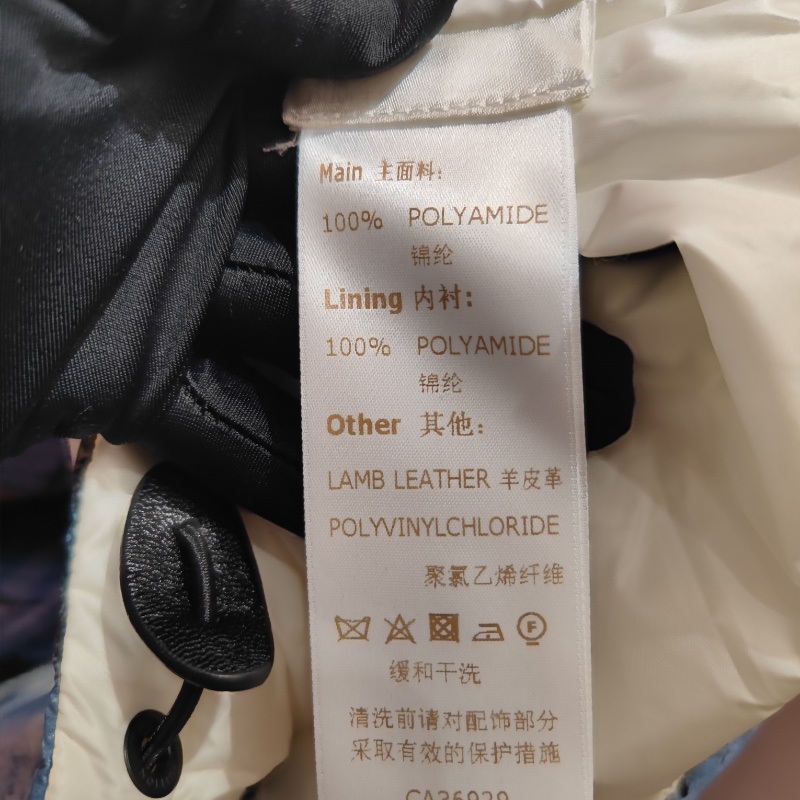 Main 主面料:
100% POLYAMIDE
锦纶
Lining 内衬:
100% POLYAMIDE
锦纶
Other 其他:
LAMB LEATHER 羊皮革
POLYVINYLCHLORIDE
聚氯乙烯纤维
F
缓和干洗
清洗前请对配饰部分
采取有效的保护措施
CA36929